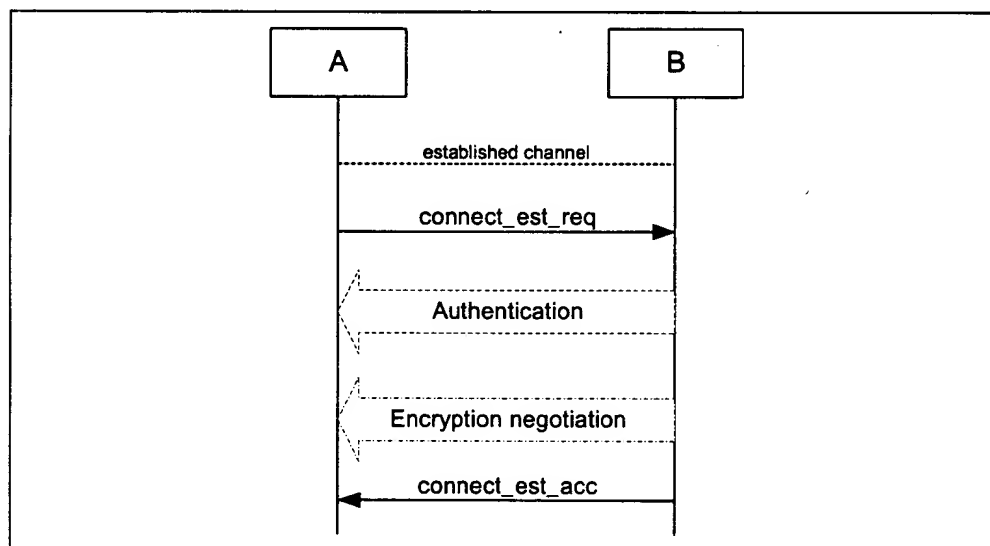 A
B
established channel
connect_est_req
Authentication
Encryption negotiation
connect_est_acc